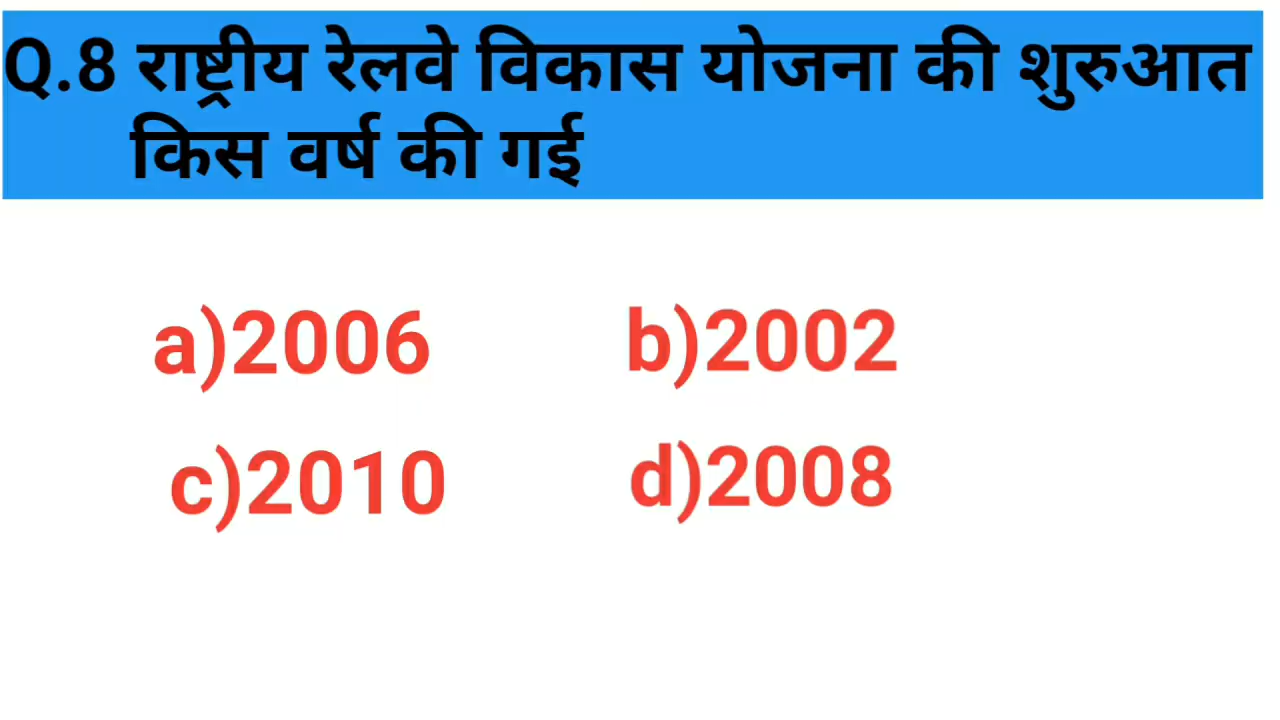 Q.8 राष्ट्रीय रेलवे विकास योजना की शुरुआत
किस वर्ष की गई
a)2006 b)2002
c)2010 d)2008